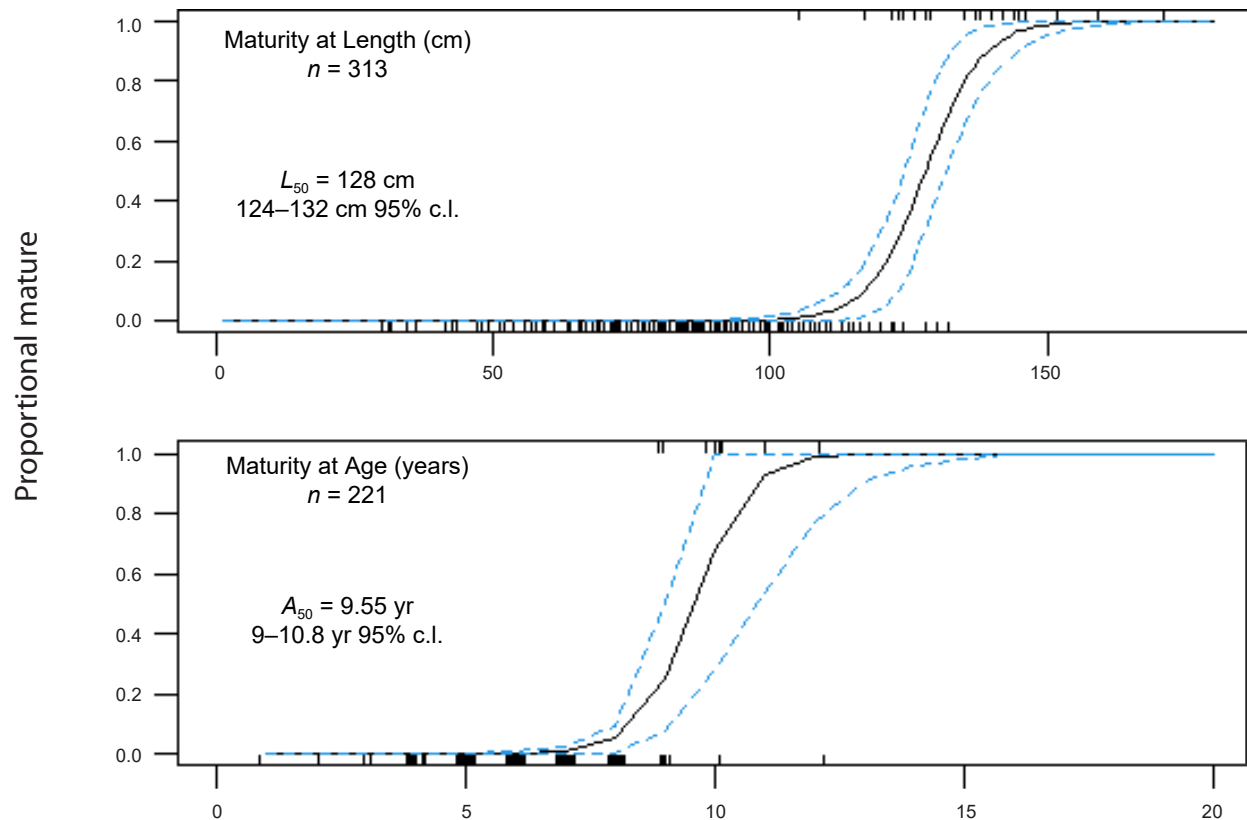 Proportional mature
1.0
Maturity at Length (cm)
n = 313
0.8
0.6
L50 = 128 cm
0.4
124–132 cm 95% c.l.
0.2
0.0
0 50 100 150
1.0
Maturity at Age (years)
n = 221
0.8
0.6
A50 = 9.55 yr
0.4
9–10.8 yr 95% c.l.
0.2
0.0
0 5 10 15 20